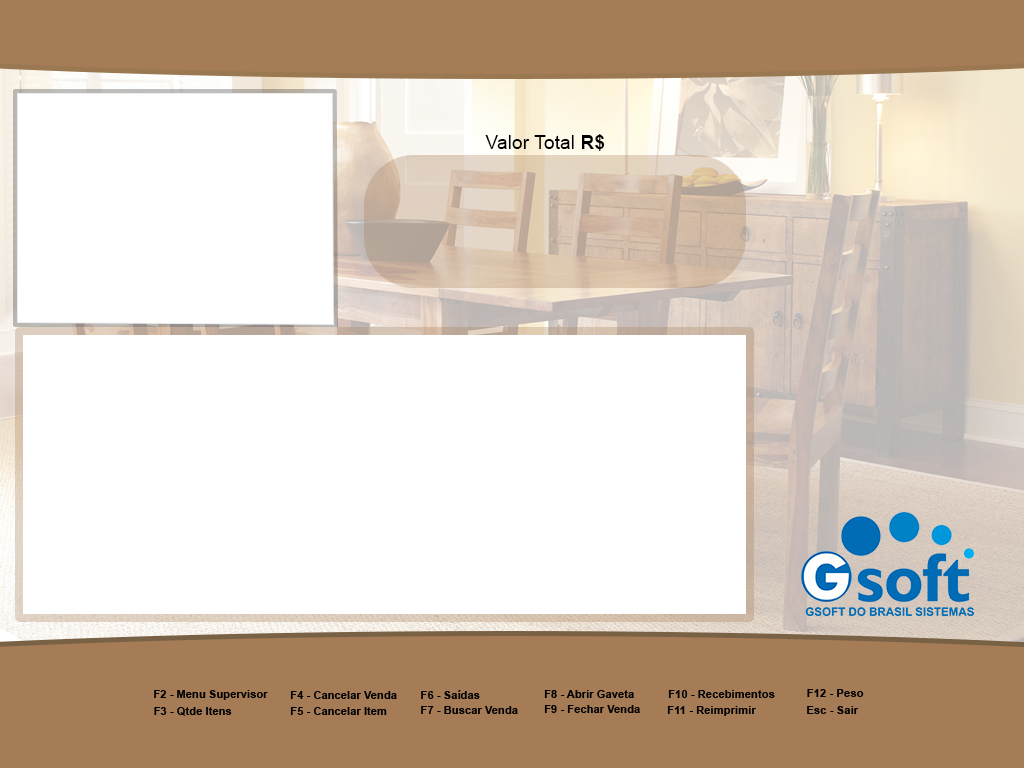 Valor Total R$
Gsoft
GSOFT DO BRASIL SISTEMAS
F2 - Menu Supervisor
F3 - Qtde Itens
F4 - Cancelar Venda
F5 - Cancelar Item
F6 - Saídas
F7 - Buscar Venda
F8 - Abrir Gaveta
F9 - Fechar Venda
F10 - Recebimentos
F11 - Reimprimir
F12 - Peso
Esc - Sair